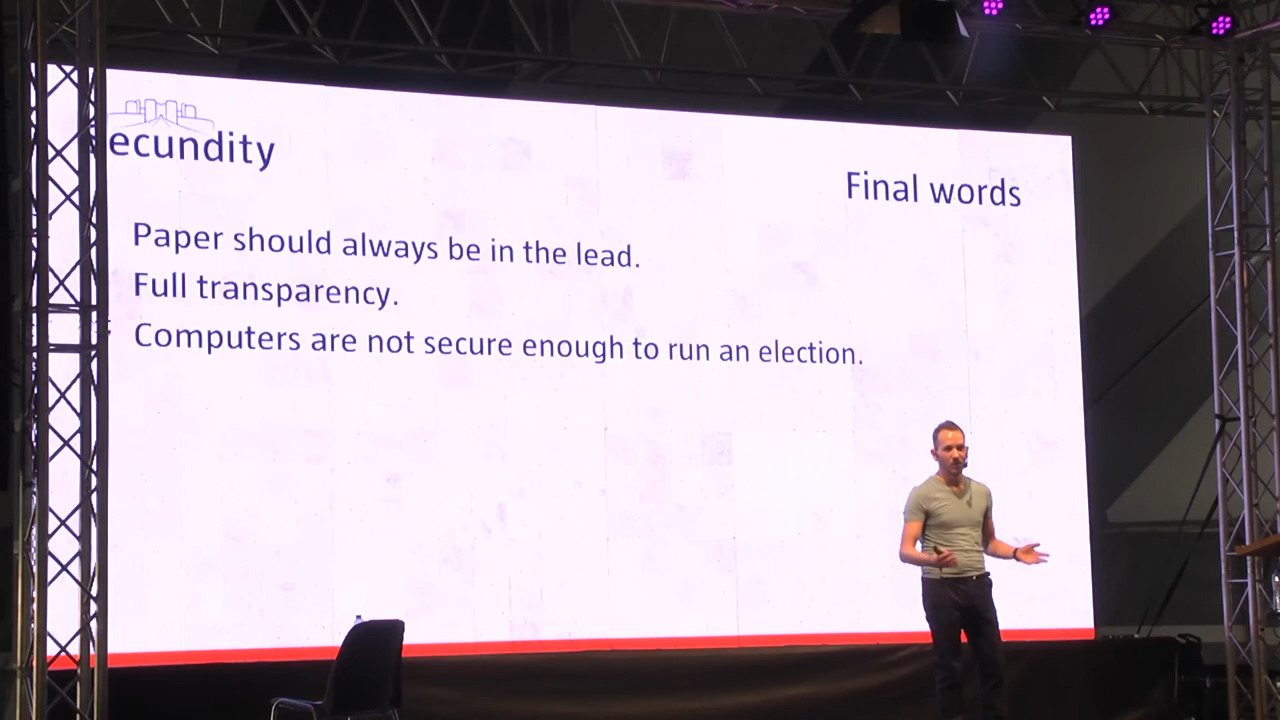 ecundity
Final words
Paper should always be in the lead.
Full transparency.
Computers are not secure enough to run an election.